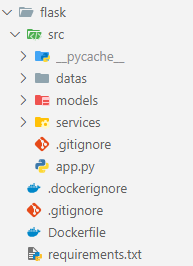 flask
src
__pycache__
datas
models
services
.gitignore
app.py
.dockerignore
.gitignore
Dockerfile
requirements.txt